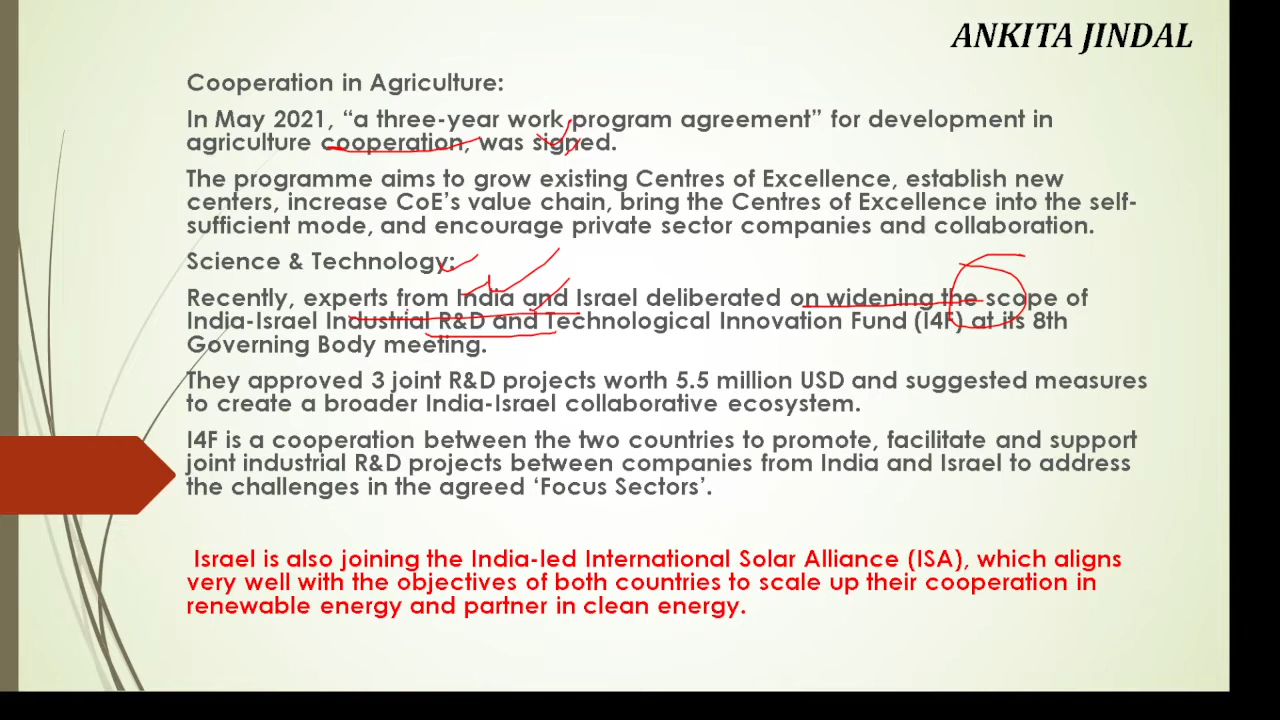 ANKITA JINDAL
Cooperation in Agriculture:
In May 2021, “a three-year work program agreement” for development in
agriculture cooperation, was signed.
The programme aims to grow existing Centres of Excellence, establish new
centers, increase CoE’s value chain, bring the Centres of Excellence into the self-
sufficient mode, and encourage private sector companies and collaboration.
Science & Technology:
Recently, experts from India and Israel deliberated on widening the scope of
India-Israel Industrial R&D and Technological Innovation Fund (I4F) at its 8th
Governing Body meeting.
They approved 3 joint R&D projects worth 5.5 million USD and suggested measures
to create a broader India-Israel collaborative ecosystem.
I4F is a cooperation between the two countries to promote, facilitate and support
joint industrial R&D projects between companies from India and Israel to address
the challenges in the agreed ‘Focus Sectors’.
Israel is also joining the India-led International Solar Alliance (ISA), which aligns
very well with the objectives of both countries to scale up their cooperation in
renewable energy and partner in clean energy.